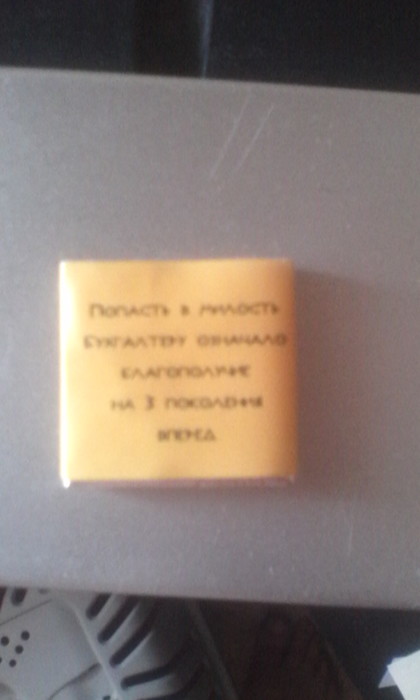 Попасть в милость
бухгалтеру означало
благополучие
на 3 поколения
вперед